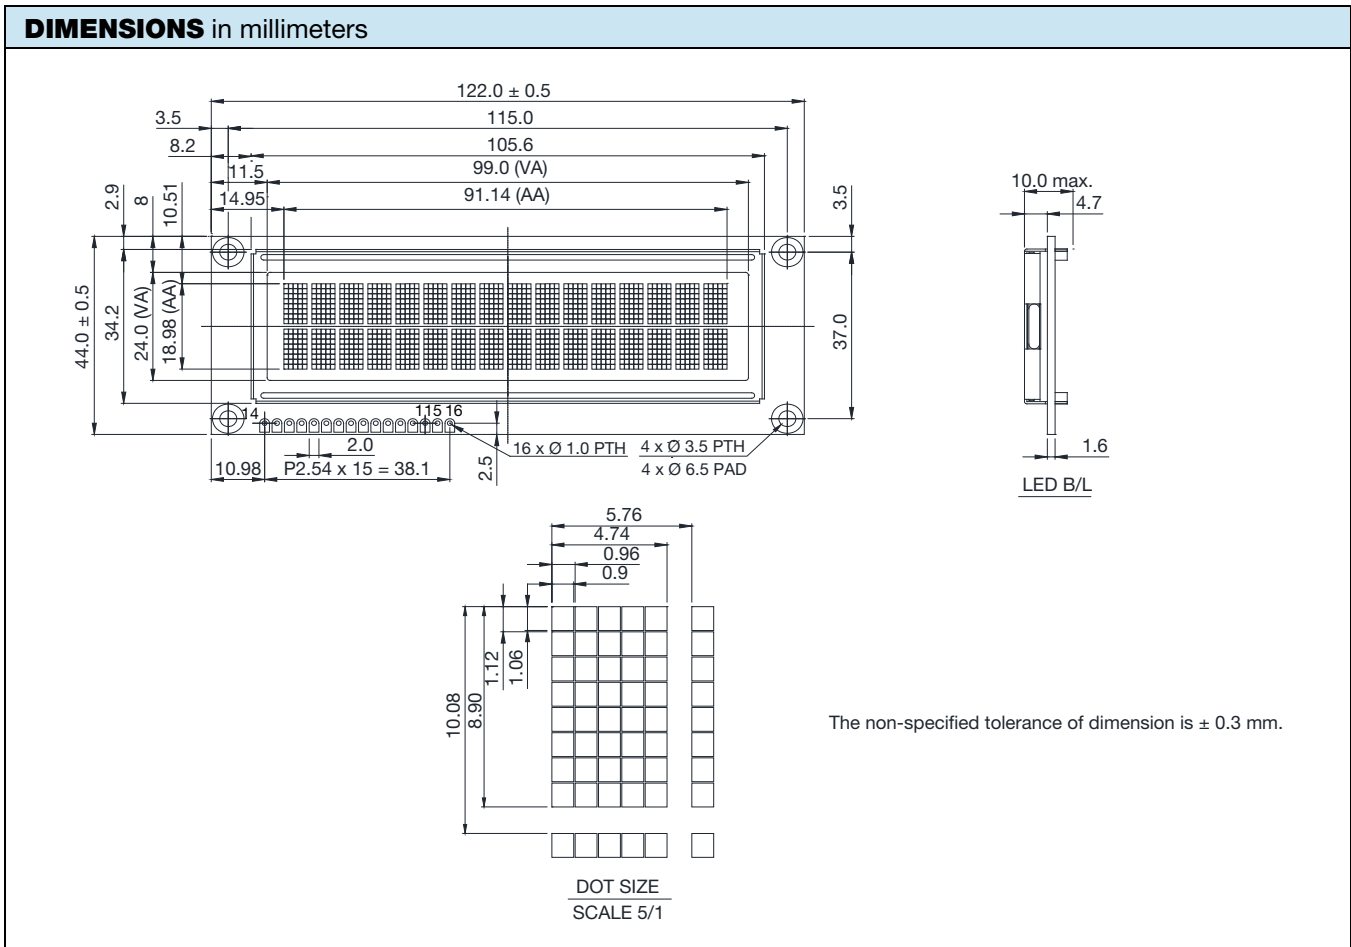 DIMENSIONS in millimeters
122.0 ± 0.5
3.5
115.0
8.2
105.6
11.5
99.0 (VA)
14.95
91.14 (AA)
2.9
8
10.51
3.5
10.0 max.
4.7
44.0 ± 0.5
34.2
24.0 (VA)
18.98 (AA)
37.0
14
115 16
2.0
16 x Ø 1.0 PTH
4 x Ø 3.5 PTH
10.98
P2.54 x 15 = 38.1
2.5
4 x Ø 6.5 PAD
1.6
LED B/L
5.76
4.74
0.96
0.9
1.12
1.06
10.08
8.90
The non-specified tolerance of dimension is ± 0.3 mm.
DOT SIZE
SCALE 5/1